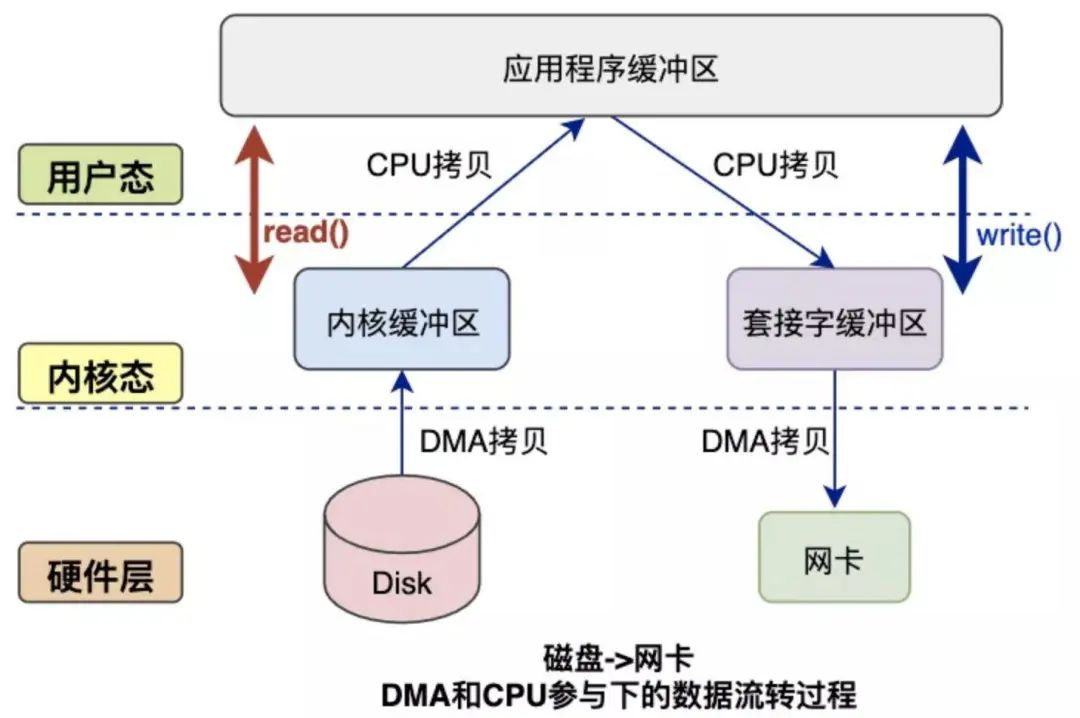 应用程序缓冲区
用户态
CPU拷贝
CPU拷贝
read()
write()
内核缓冲区
套接字缓冲区
内核态
DMA拷贝
DMA拷贝
硬件层
Disk
网卡
磁盘->网卡
DMA和CPU参与下的数据流转过程